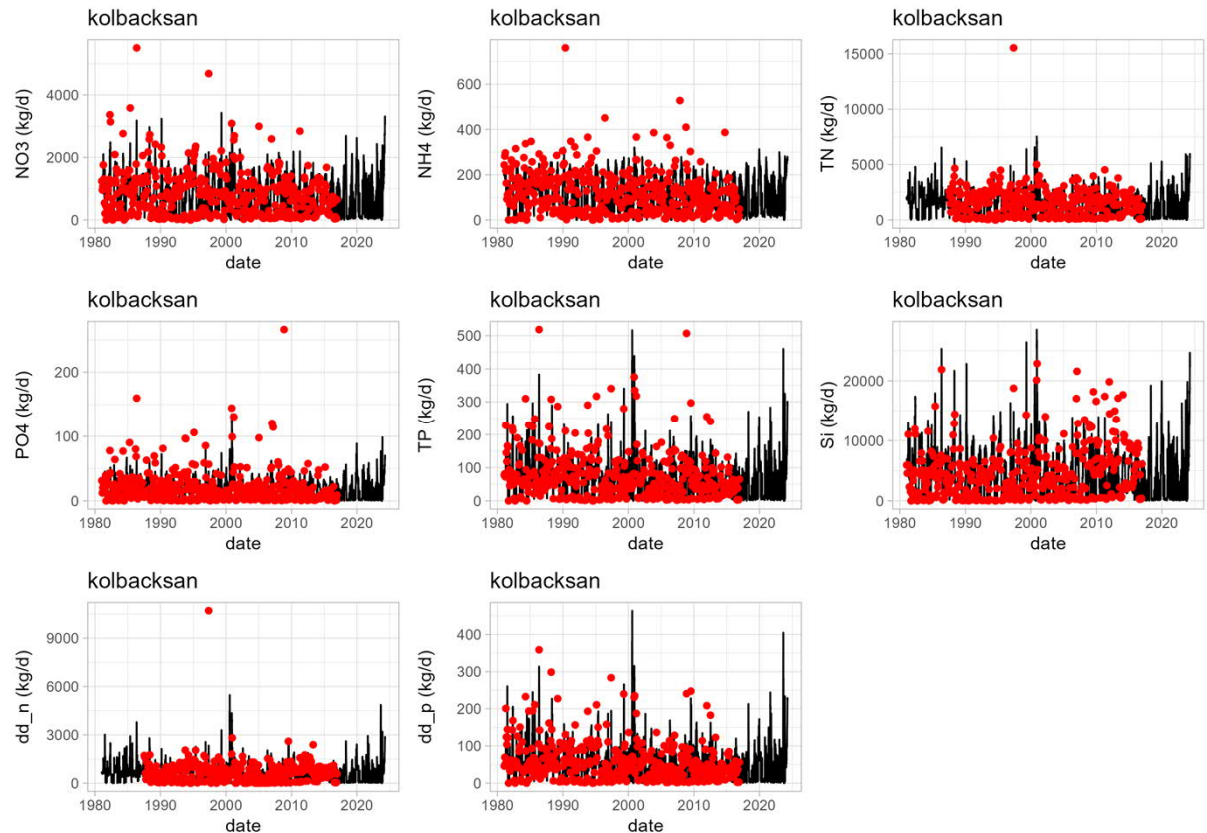 kolbacksan kolbacksan kolbacksan
NO3 (kg/d)
4000
2000
0
1980 1990 2000 2010 2020
date
NH4 (kg/d)
600
400
200
0
1980 1990 2000 2010 2020
date
TN (kg/d)
15000
10000
5000
0
1980 1990 2000 2010 2020
date
kolbacksan kolbacksan kolbacksan
PO4 (kg/d)
200
100
0
1980 1990 2000 2010 2020
date
TP (kg/d)
500
400
300
200
100
0
1980 1990 2000 2010 2020
date
Si (kg/d)
20000
10000
0
1980 1990 2000 2010 2020
date
kolbacksan kolbacksan
dd_n (kg/d)
9000
6000
3000
0
1980 1990 2000 2010 2020
date
dd_p (kg/d)
400
300
200
100
0
1980 1990 2000 2010 2020
date